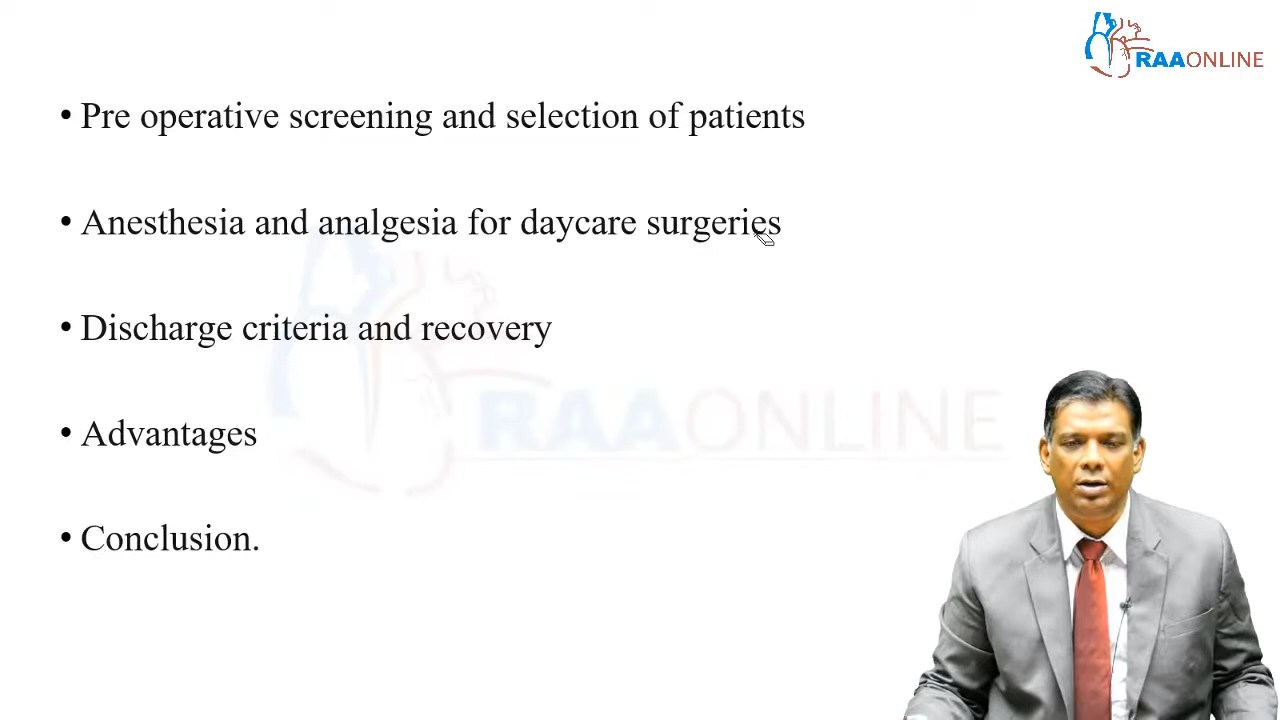 RAAONLINE
• Pre operative screening and selection of patients
• Anesthesia and analgesia for daycare surgeries
• Discharge criteria and recovery
RAAONLINE
• Advantages
• Conclusion.